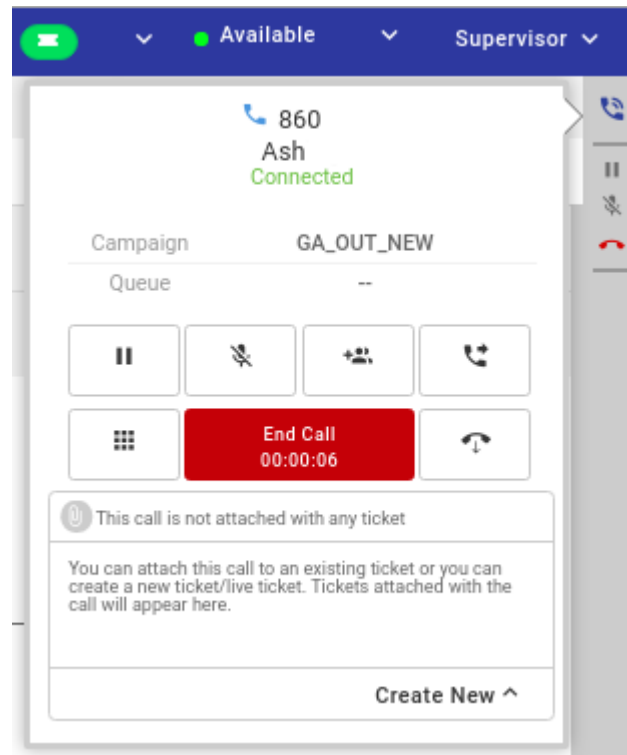 Available Supervisor
860
Ash
Connected
Campaign GA_OUT_NEW
Queue --
End Call
00:00:06
This call is not attached with any ticket
You can attach this call to an existing ticket or you can
create a new ticket/live ticket. Tickets attached with the
call will appear here.
Create New